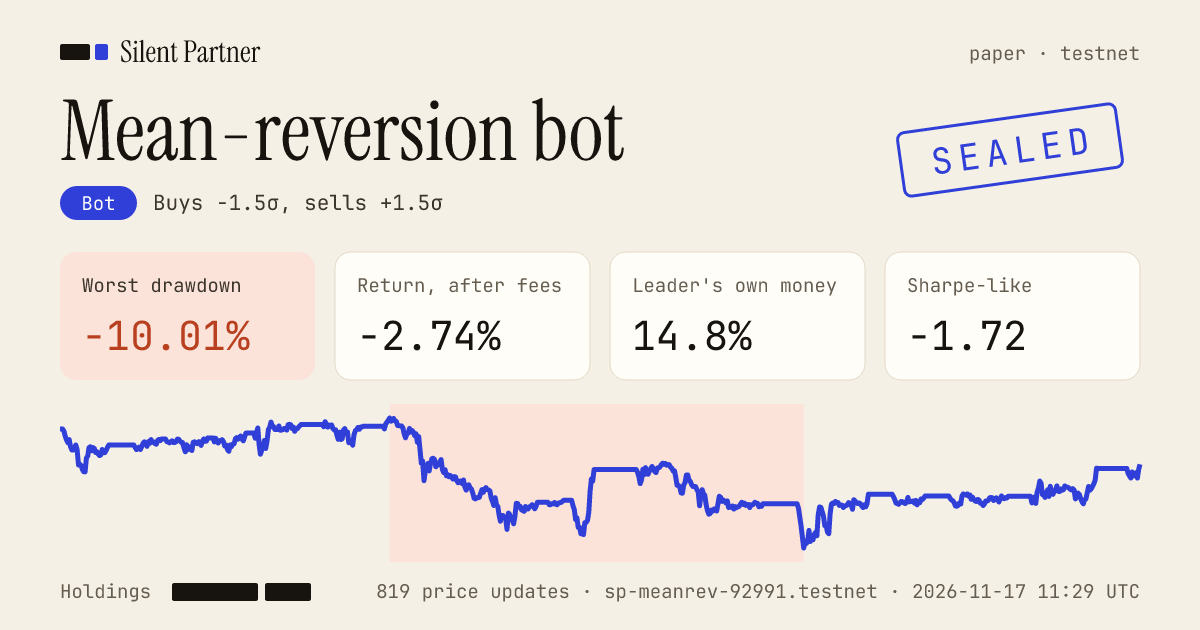 Silent Partner
paper · testnet
Mean-reversion bot
SEALED
Bot
Buys -1.5σ, sells +1.5σ
Worst drawdown
-10.01%
Return, after fees
-2.74%
Leader's own money
14.8%
Sharpe-like
-1.72
Holdings
819 price updates · sp-meanrev-92991.testnet · 2026-11-17 11:29 UTC